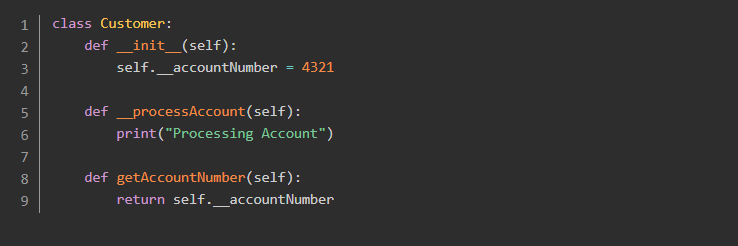 1 class Customer:
2     def __init__(self):
3         self.__accountNumber = 4321
4
5     def __processAccount(self):
6         print("Processing Account")
7
8     def getAccountNumber(self):
9         return self.__accountNumber